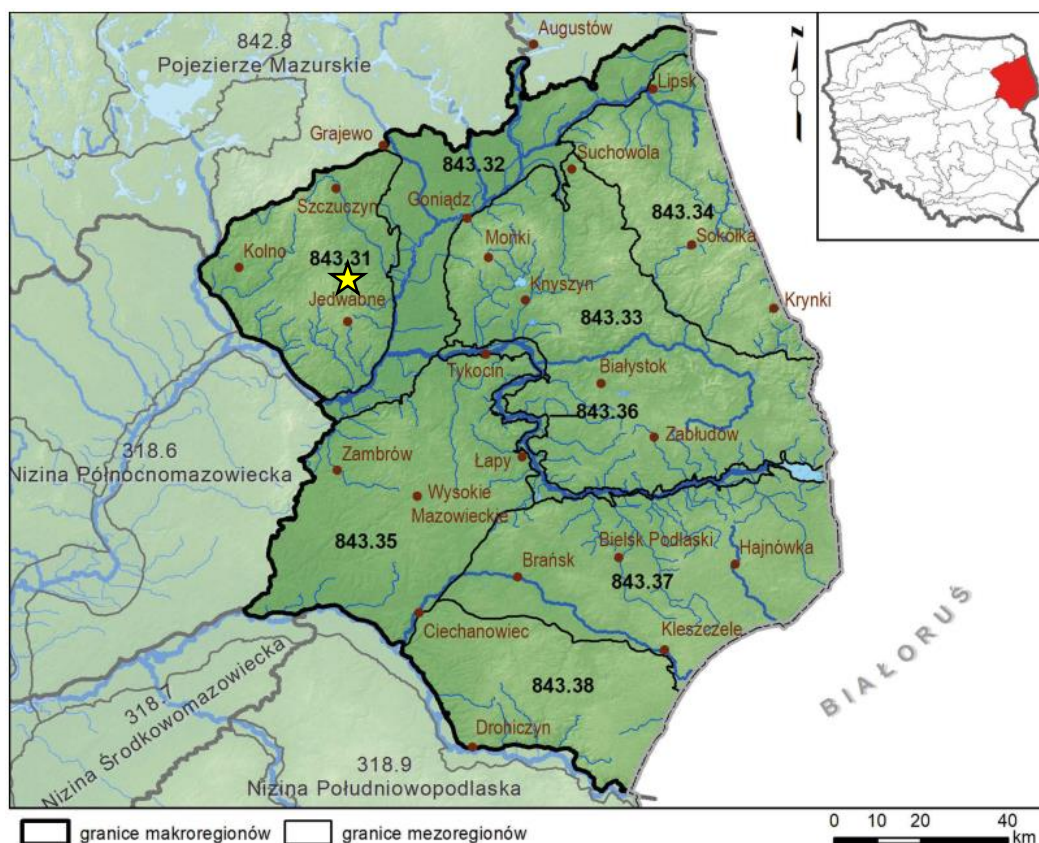 Augustów
842.8
Pojezierze Mazurskie
Z
Lipsk
Grajewo
843.32
Suchowola
Szczuczyn
Goniądz
843.34
Mońki
Sokółka
Kolno
843.31
Knyszyn
Jedwabne
Krynki
843.33
Tykocin
Białystok
843.36
Zabłudów
318.6
Nizina Północnomazowiecka
Zambrów
Łapy
Wysokie
Mazowieckie
843.35
Bielsk Podlaski
Hajnówka
Brańsk
843.37
Ciechanowiec
Kleszczele
BIAŁORUŚ
843.38
318.7
Nizina Środkowomazowiecka
Drohiczyn
318.9
Nizina Południowopodlaska
granice makroregionów
granice mezoregionów
0 10 20 40
km